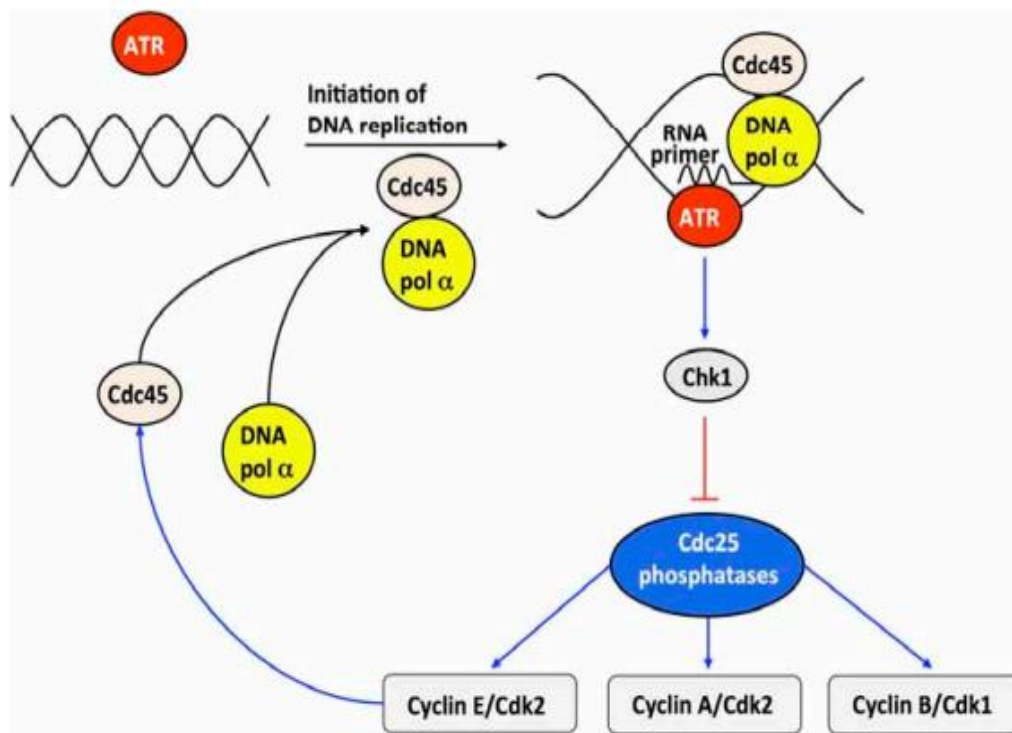 ATR
Initiation of
DNA replication
Cdc45
DNA
pol α
Cdc45
DNA
pol α
RNA
primer
ATR
Cdc45
DNA
pol α
Chk1
Cdc25
phosphatases
Cyclin E/Cdk2
Cyclin A/Cdk2
Cyclin B/Cdk1